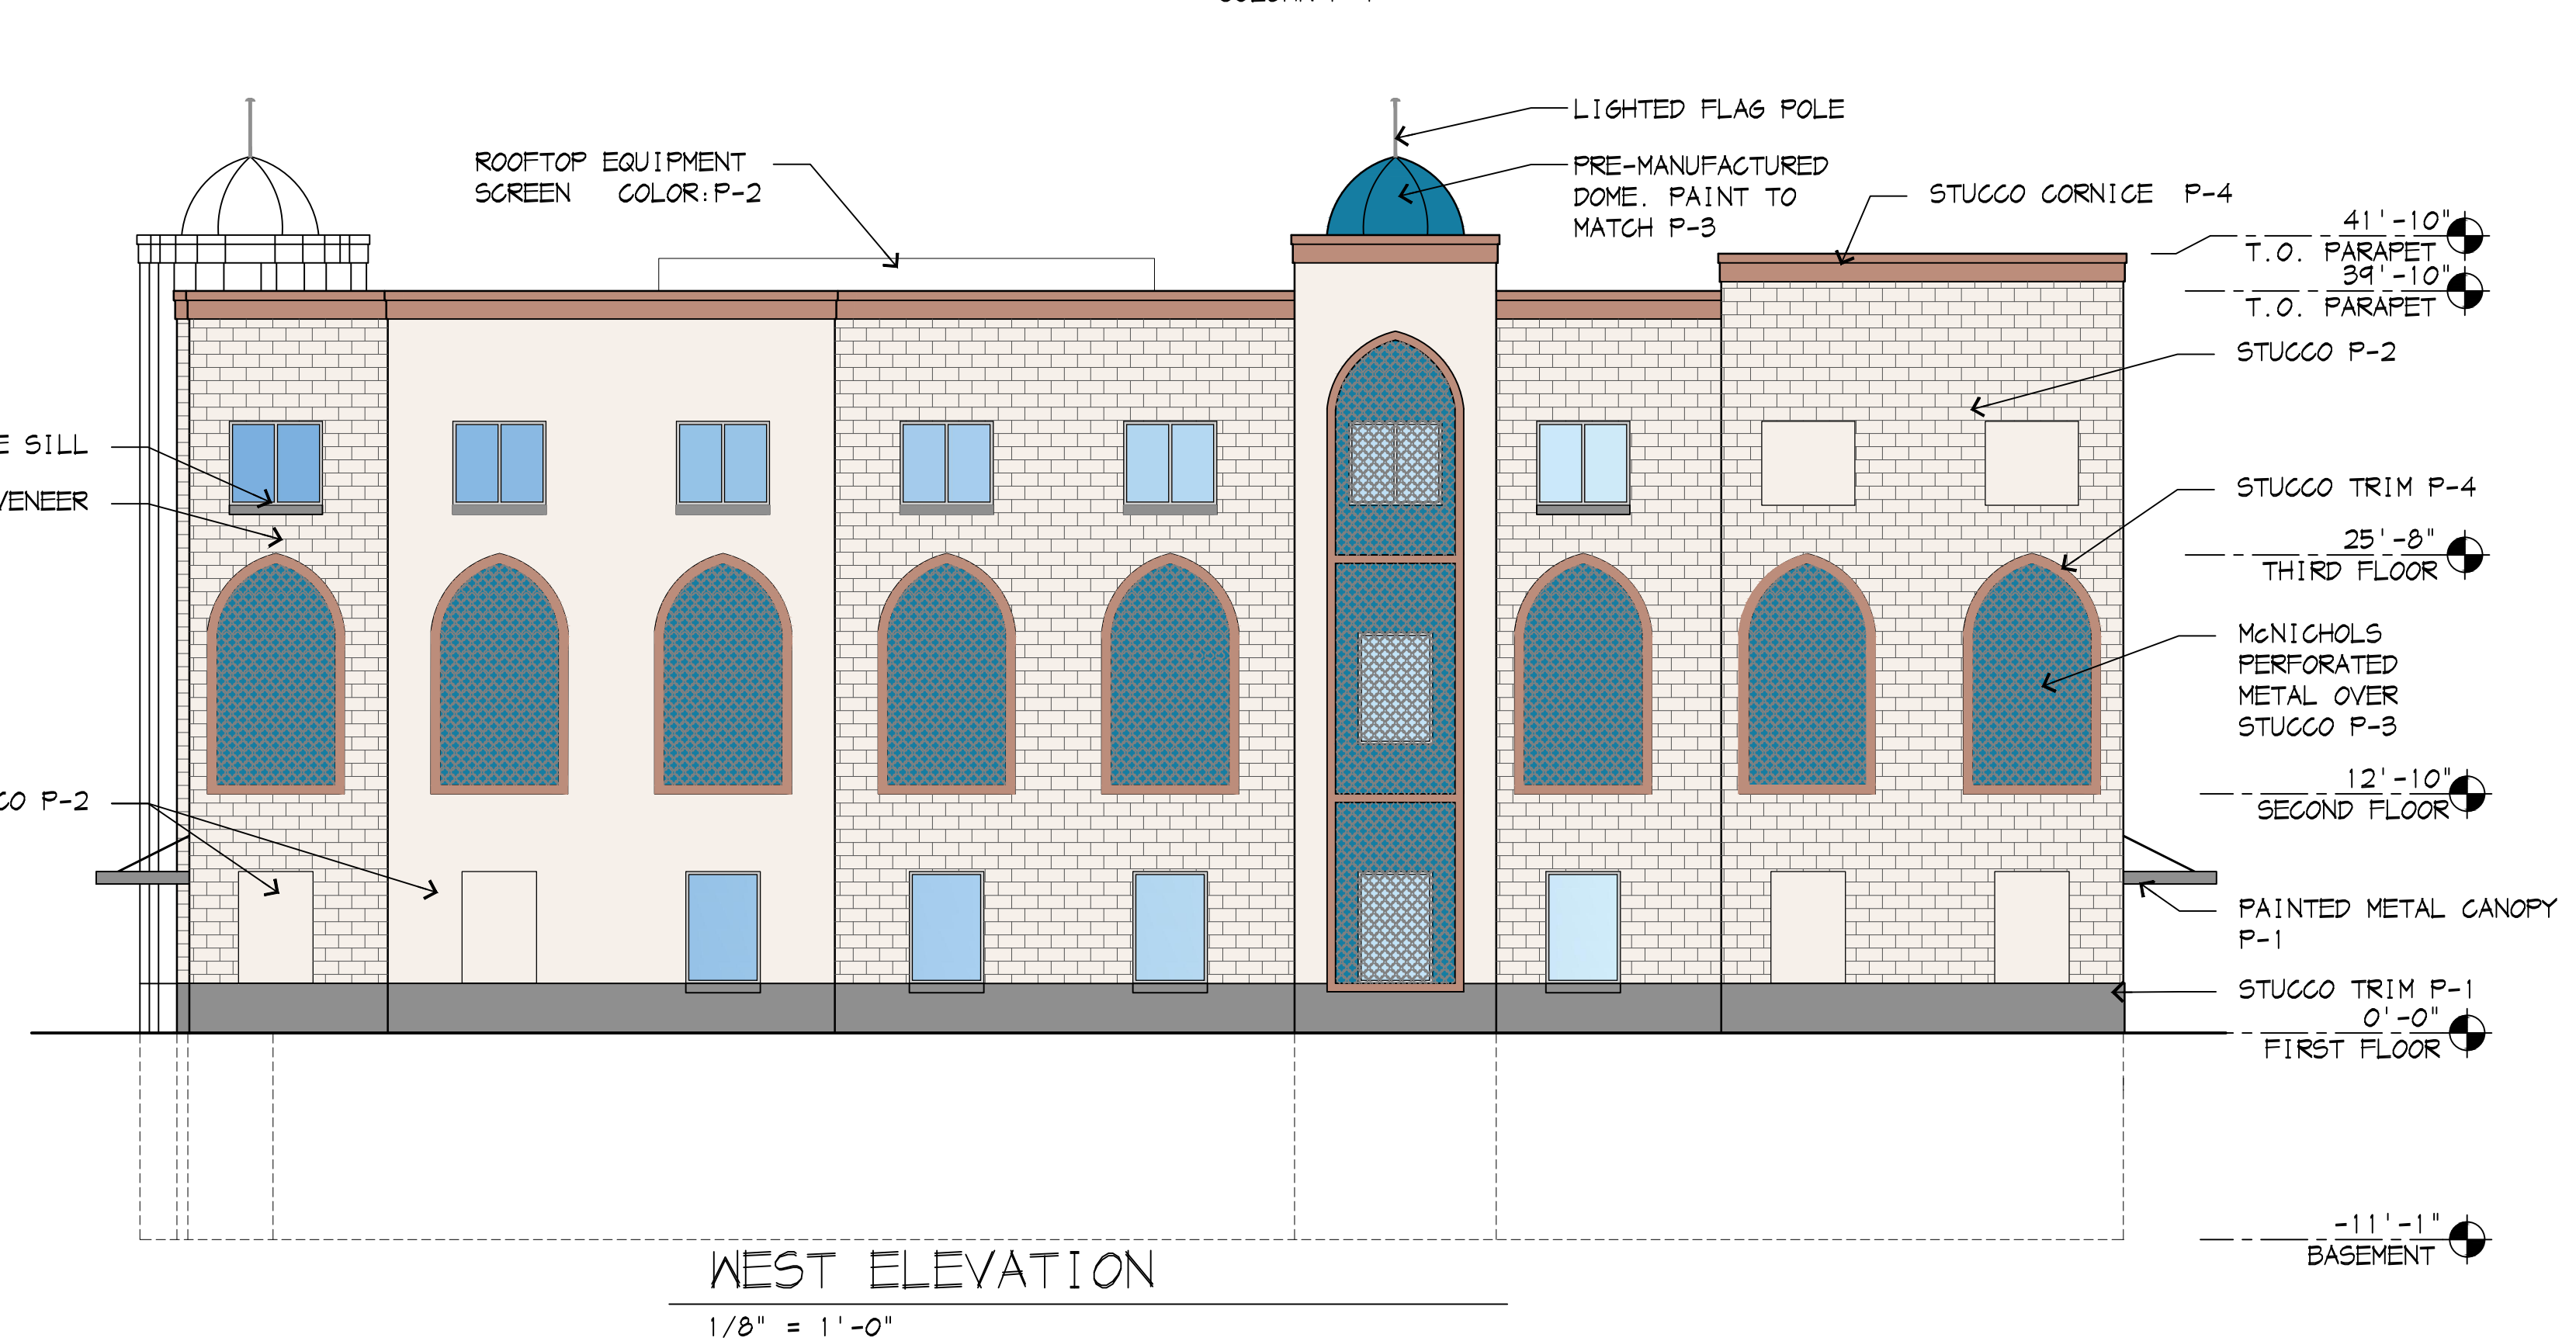 LIGHTED FLAG POLE
ROOFTOP EQUIPMENT
SCREEN COLOR:P-2
PRE-MANUFACTURED
DOME. PAINT TO
MATCH P-3
STUCCO CORNICE P-4
41'-10"
T.O. PARAPET
39'-10"
T.O. PARAPET
STUCCO P-2
SILL
VENEER
STUCCO TRIM P-4
25'-8"
THIRD FLOOR
McNICHOLS
PERFORATED
METAL OVER
STUCCO P-3
12'-10"
SECOND FLOOR
P-2
PAINTED METAL CANOPY
P-1
STUCCO TRIM P-1
0'-0"
FIRST FLOOR
-11'-1"
BASEMENT
WEST ELEVATION
1/8" = 1'-0"